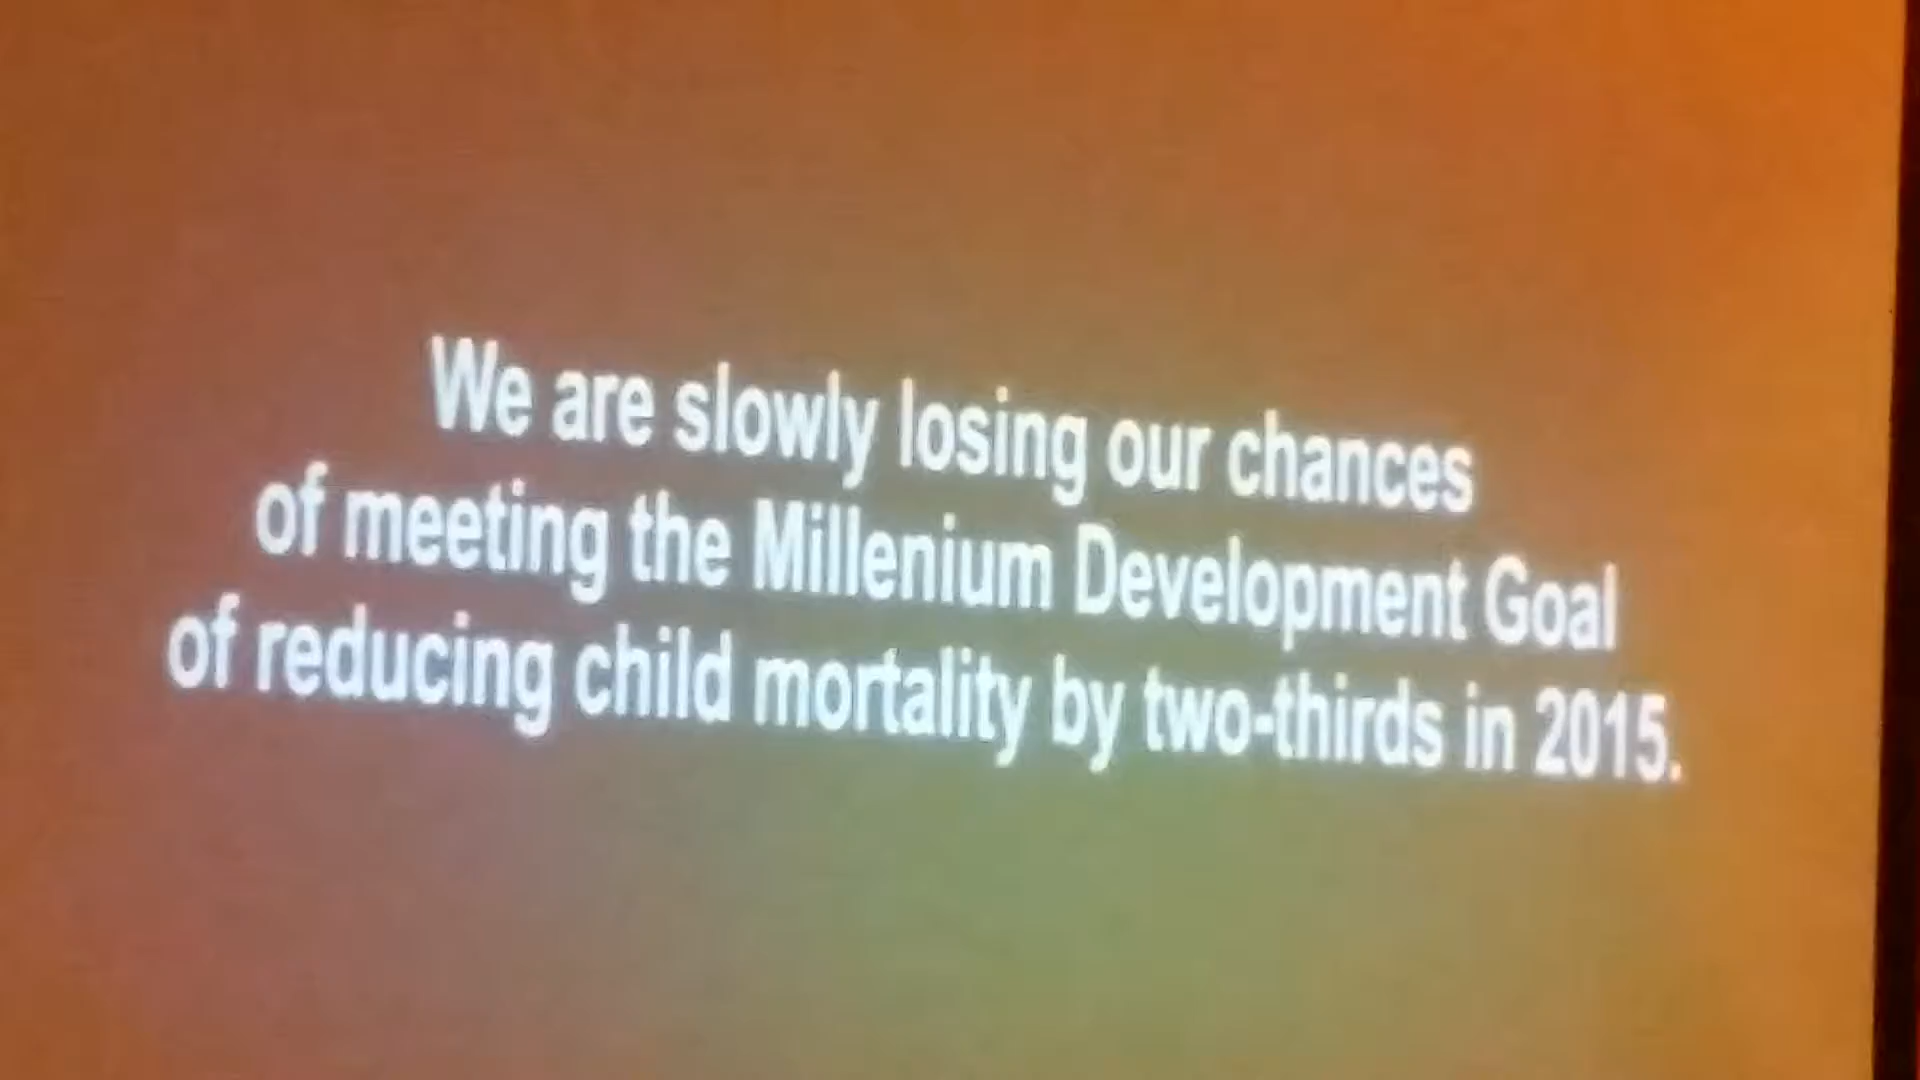 We are slowly losing our chances
of meeting the Millenium Development Goal
of reducing child mortality by two-thirds in 2015.